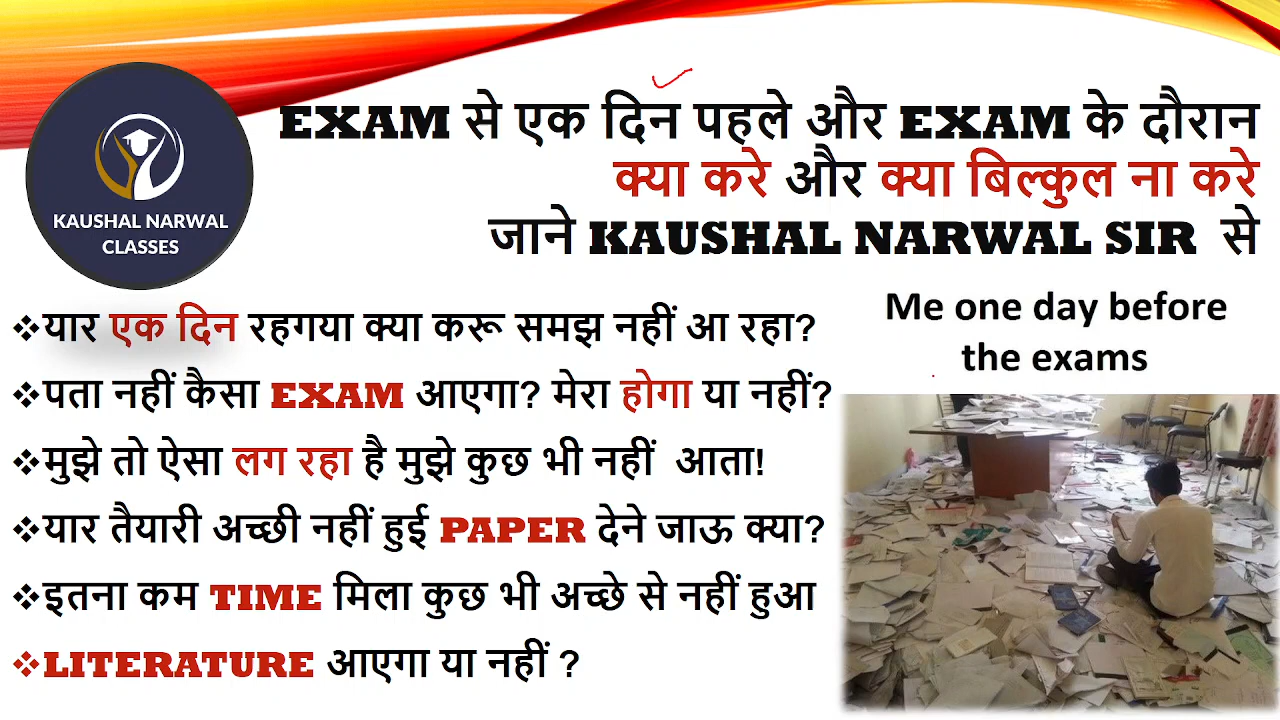 EXAM से एक दिन पहले और EXAM के दौरान
क्या करे और क्या बिल्कुल ना करे
जाने KAUSHAL NARWAL SIR से
KAUSHAL NARWAL
CLASSES
❖यार एक दिन रहगया क्या करू समझ नहीं आ रहा?
❖पता नहीं कैसा EXAM आएगा? मेरा होगा या नहीं?
❖मुझे तो ऐसा लग रहा है मुझे कुछ भी नहीं आता!
❖यार तैयारी अच्छी नहीं हुई PAPER देने जाऊ क्या?
❖इतना कम TIME मिला कुछ भी अच्छे से नहीं हुआ
❖LITERATURE आएगा या नहीं ?
Me one day before
the exams